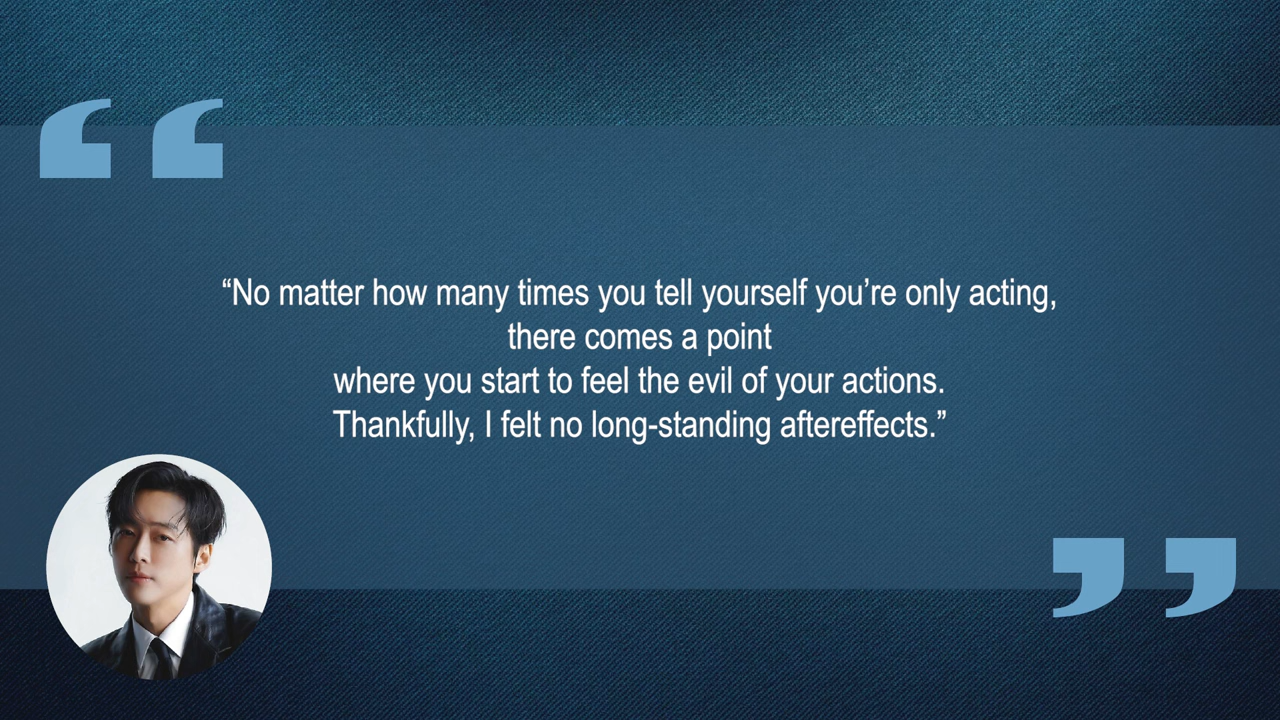 “No matter how many times you tell yourself you’re only acting,
there comes a point
where you start to feel the evil of your actions.
Thankfully, I felt no long-standing aftereffects.”